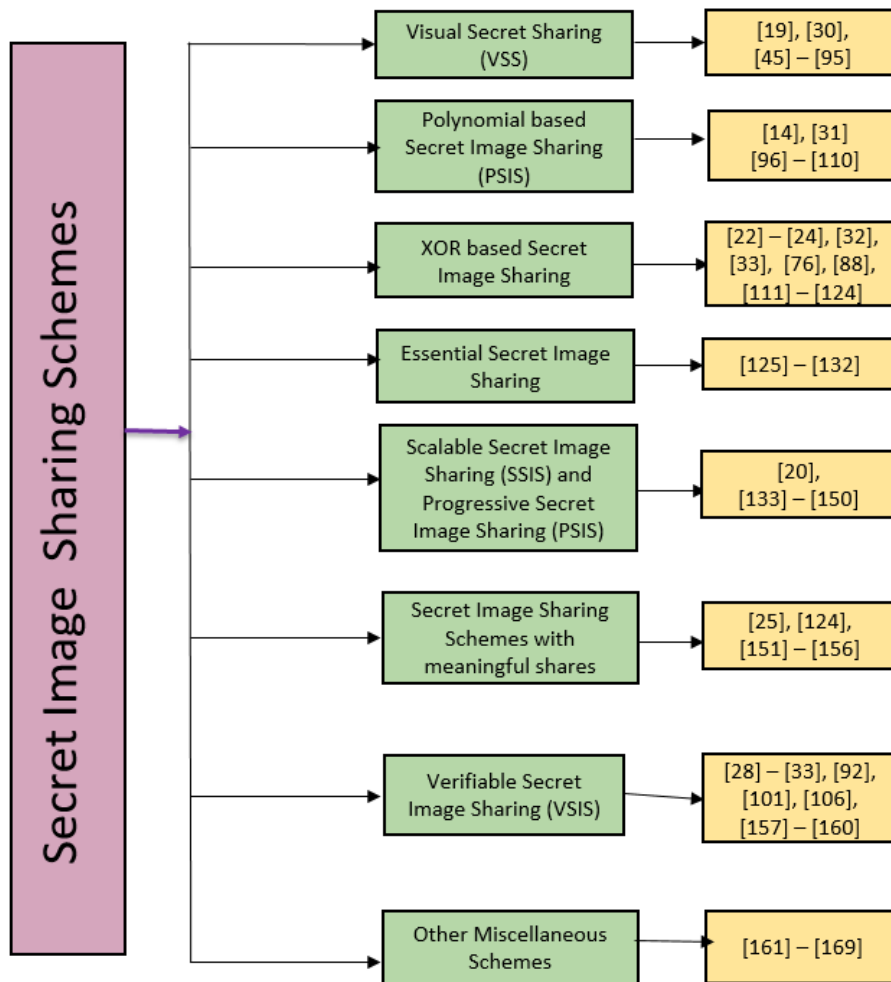 Secret Image Sharing Schemes
Visual Secret Sharing
(VSS)
[19], [30],
[45] – [95]
Polynomial based
Secret Image Sharing
(PSIS)
[14], [31]
[96] – [110]
XOR based Secret
Image Sharing
[22] – [24], [32],
[33], [76], [88],
[111] – [124]
Essential Secret Image
Sharing
[125] – [132]
Scalable Secret Image
Sharing (SSIS) and
Progressive Secret
Image Sharing (PSIS)
[20],
[133] – [150]
Secret Image Sharing
Schemes with
meaningful shares
[25], [124],
[151] – [156]
Verifiable Secret
Image Sharing (VSIS)
[28] – [33], [92],
[101], [106],
[157] – [160]
Other Miscellaneous
Schemes
[161] – [169]